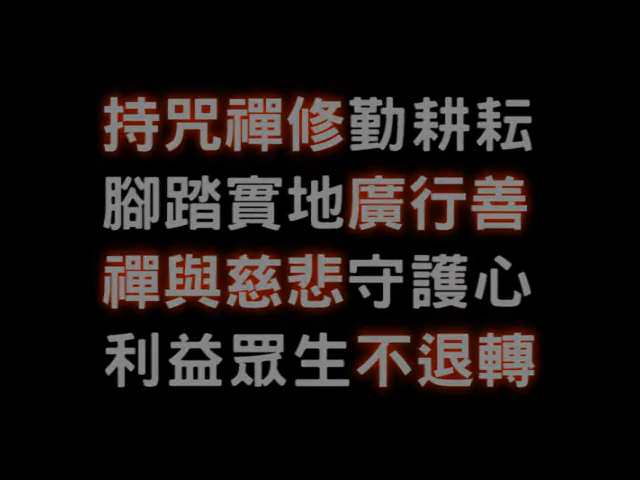 持咒禪修勤耕耘
腳踏實地廣行善
禪與慈悲守護心
利益眾生不退轉